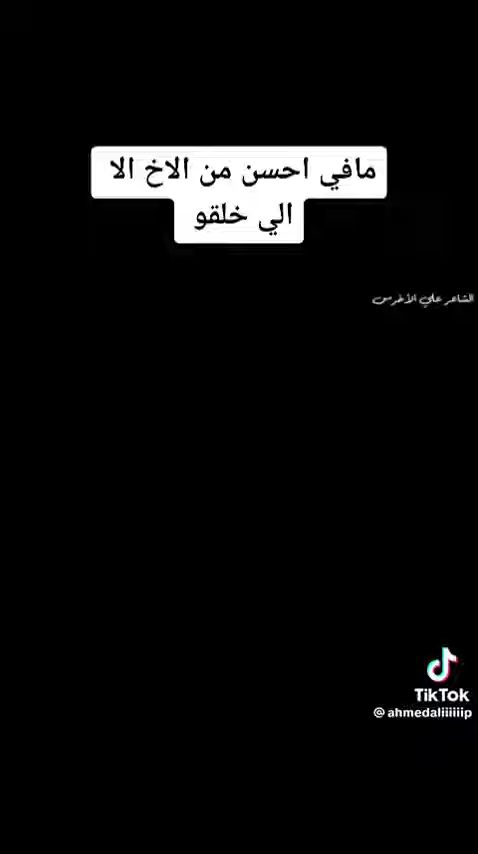 مافي احسن من الاخ الا
الي خلقو
الشاعر علي الأخرس
TikTok
@ahmedaliiiiiip